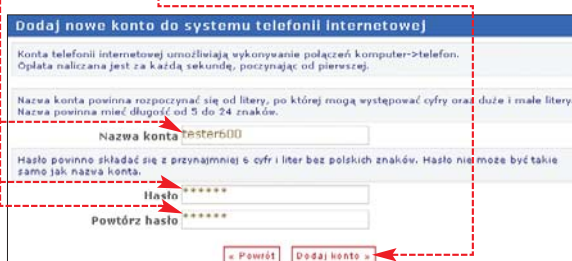 Dodaj nowe konto do systemu telefonii internetowej
Konta telefonii internetowej umożliwiają wykonywanie połączeń komputer->telefon.
Opłata naliczana jest za każdą sekundę, poczynając od pierwszej.
Nazwa konta powinna rozpoczynać się od litery, po której mogą występować cyfry oraz duże i małe litery
Nazwa powinna mieć długość od 5 do 24 znaków.
Nazwa konta tester600
Hasło powinno składać się z przynajmniej 6 cyfr i liter bez polskich znaków. Hasło nie może być takie
samo jak nazwa konta.
Hasło ******
Powtórz hasło ******
« Powrót Dodaj konto »